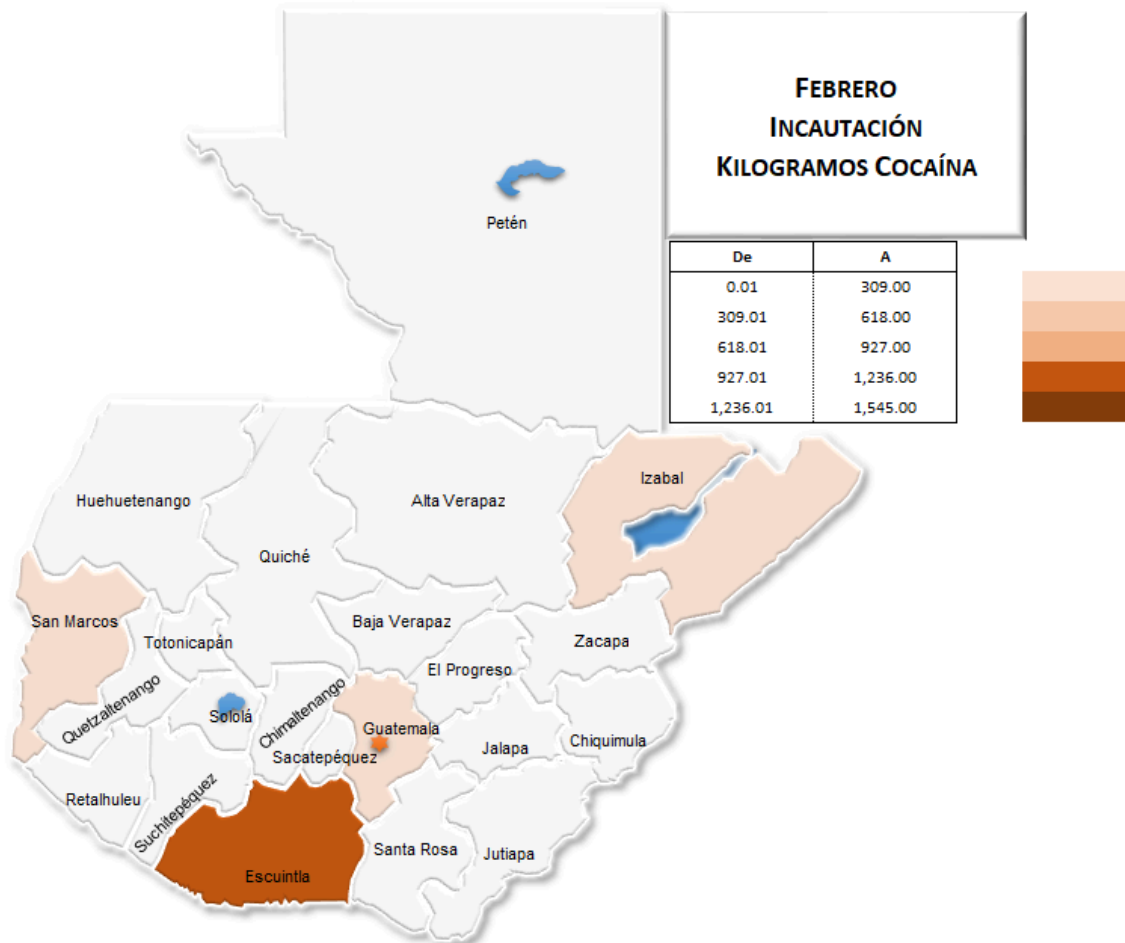 FEBRERO
INCAUTACIÓN
KILOGRAMOS COCAÍNA
Petén
De A
0.01 309.00
309.01 618.00
618.01 927.00
927.01 1,236.00
1,236.01 1,545.00
Izabal
Huehuetenango
Alta Verapaz
Quiché
San Marcos
Totonicapán
Baja Verapaz
Zacapa
El Progreso
Quetzaltenango
Sololá
Chimaltenango
Guatemala
Sacatepéquez
Jalapa
Chiquimula
Retalhuleu
Suchitepéquez
Santa Rosa
Jutiapa
Escuintla